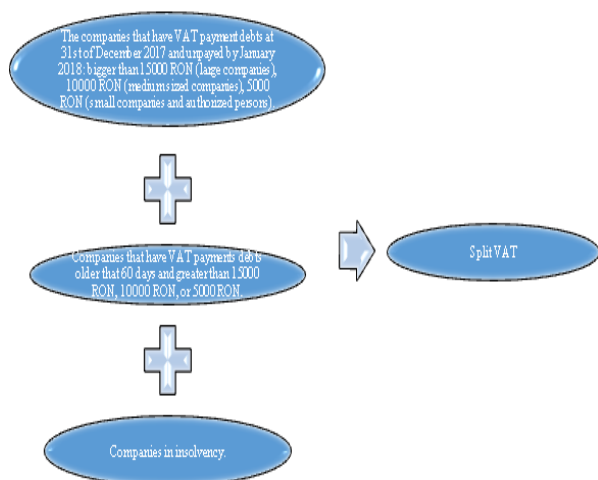 The companies that have VAT payment debts at
31st of December 2017 and unpayed by January
2018: bigger than 15000 RON (large companies),
10000 RON (medium sized companies), 5000
RON (small companies and authorized persons)
Companies that have VAT payments debts
older that 60 days and greater than 15000
RON, 10000 RON, or 5000 RON.
Split VAT
Companies in insolvency.